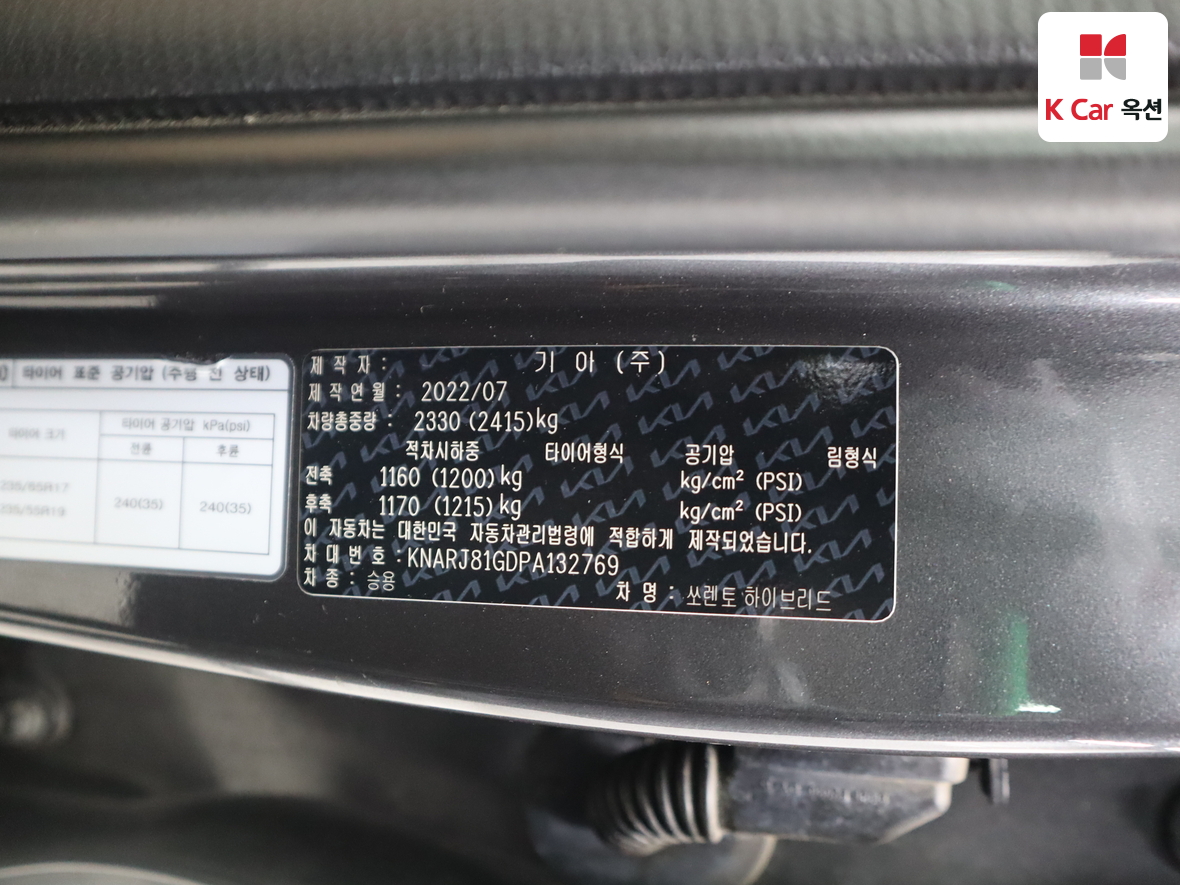 K Car 옥션
타이어 표준 공기압 (주행 전 상태)
타이어 크기 타이어 공기압 kPa(psi)
전륜 후륜
235/65R17
235/55R19
240(35) 240(35)
제 작 자 : 기 아 (주)
제 작 연 월 : 2022/07
차량총중량 : 2330 (2415)kg
적차시하중 타이어형식 공기압 림형식
전축 1160 (1200) kg kg/cm² (PSI)
후축 1170 (1215) kg kg/cm² (PSI)
이 자동차는 대한민국 자동차관리법령에 적합하게 제작되었습니다.
차 대 번 호 : KNARJ81GDPA132769
차 종 : 승용 차 명 : 쏘렌토 하이브리드